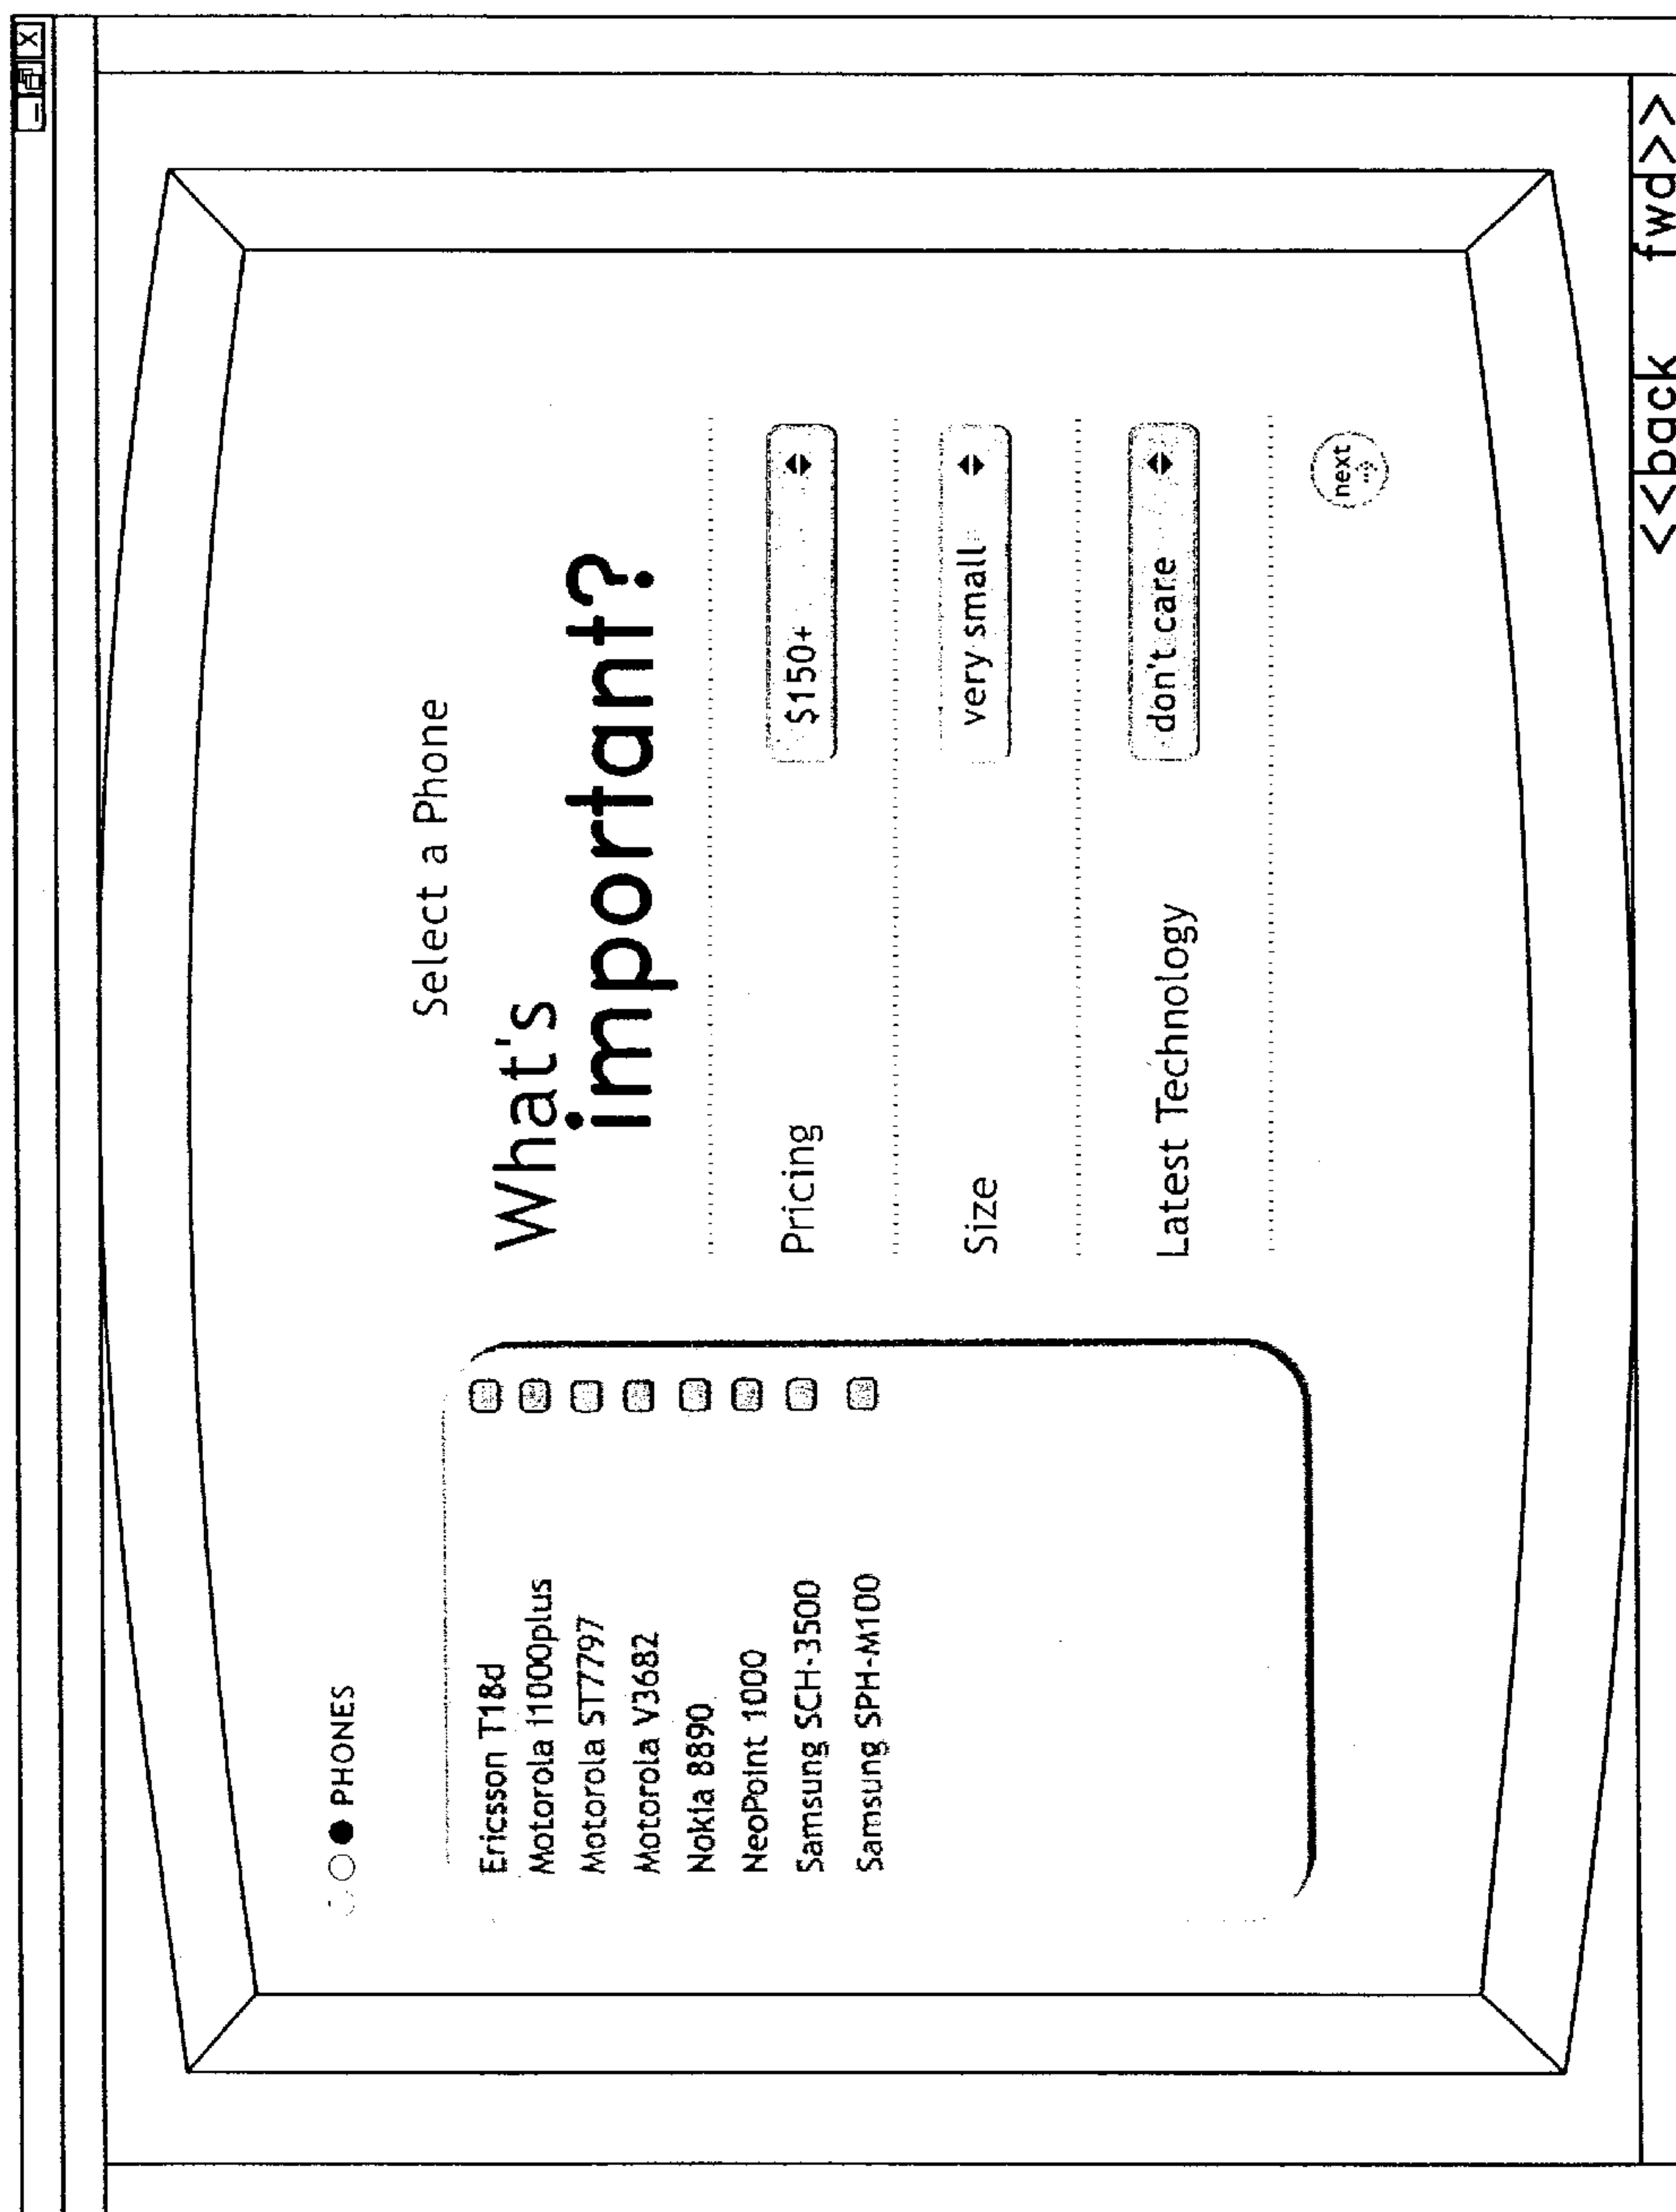 PHONES
Ericsson T18d
Motorola i1000plus
Motorola ST7797
Motorola V3682
Nokia 8890
NeoPoint 1000
Samsung SCH-3500
Samsung SPH-M100
Select a Phone
What's
important?
Pricing $150+
Size very small
Latest Technology don't care
next
<<back fwd>>